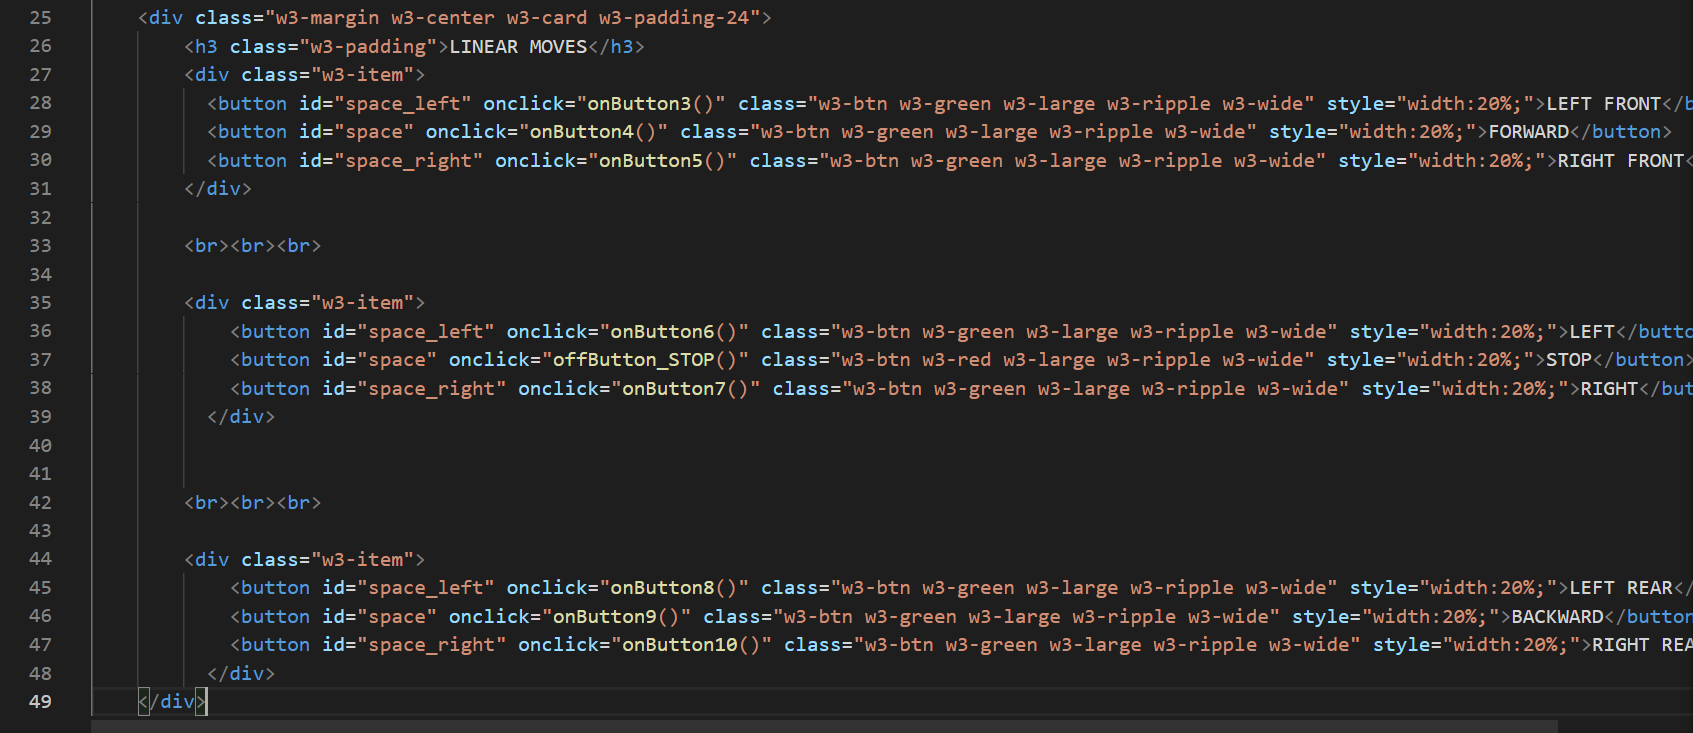 25 <div class="w3-margin w3-center w3-card w3-padding-24">
26 <h3 class="w3-padding">LINEAR MOVES</h3>
27 <div class="w3-item">
28 <button id="space_left" onclick="onButton3()" class="w3-btn w3-green w3-large w3-ripple w3-wide" style="width:20%;">LEFT FRONT</b
29 <button id="space" onclick="onButton4()" class="w3-btn w3-green w3-large w3-ripple w3-wide" style="width:20%;">FORWARD</button>
30 <button id="space_right" onclick="onButton5()" class="w3-btn w3-green w3-large w3-ripple w3-wide" style="width:20%;">RIGHT FRONT<
31 </div>
32
33 <br><br><br>
34
35 <div class="w3-item">
36 <button id="space_left" onclick="onButton6()" class="w3-btn w3-green w3-large w3-ripple w3-wide" style="width:20%;">LEFT</butto
37 <button id="space" onclick="offButton_STOP()" class="w3-btn w3-red w3-large w3-ripple w3-wide" style="width:20%;">STOP</button>
38 <button id="space_right" onclick="onButton7()" class="w3-btn w3-green w3-large w3-ripple w3-wide" style="width:20%;">RIGHT</but
39 </div>
40
41
42 <br><br><br>
43
44 <div class="w3-item">
45 <button id="space_left" onclick="onButton8()" class="w3-btn w3-green w3-large w3-ripple w3-wide" style="width:20%;">LEFT REAR</
46 <button id="space" onclick="onButton9()" class="w3-btn w3-green w3-large w3-ripple w3-wide" style="width:20%;">BACKWARD</button
47 <button id="space_right" onclick="onButton10()" class="w3-btn w3-green w3-large w3-ripple w3-wide" style="width:20%;">RIGHT REA
48 </div>
49 </div>